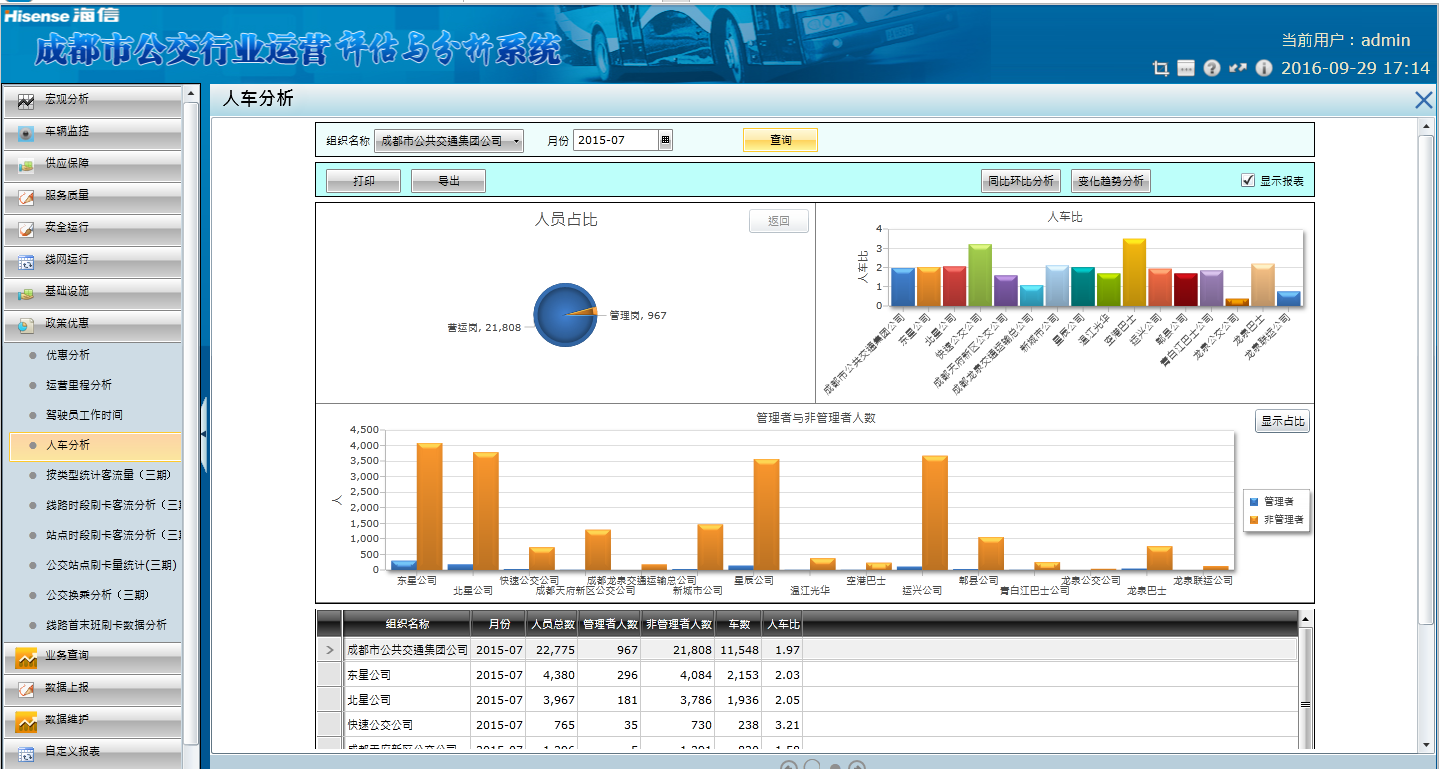 Hisense 海信
成都市公交行业运营评估与分析系统
当前用户：admin
2016-09-29 17:14
宏观分析
车辆监控
供应保障
服务质量
安全运行
线网运行
基础设施
政策优惠
优惠分析
运营里程分析
驾驶员工作时间
人车分析
按类型统计客流量（三期）
线路时段刷卡客流分析（三
站点时段刷卡客流分析（三
公交站点刷卡量统计(三期)
公交换乘分析（三期）
线路首末班刷卡数据分析
业务查询
数据上报
数据维护
自定义报表
人车分析
组织名称 成都市公共交通集团公司 月份 2015-07 查询
打印 导出 同比环比分析 变化趋势分析 显示报表
人员占比
返回
营运岗, 21,808
管理岗, 967
人车比
人车比
4
3
2
1
0
成都市公共交通集团公司
东星公司
北星公司
快速公交公司
成都天府新区公交公司
成都龙泉交通运输总公司
新城市公司
星辰公司
温江光华
空港巴士
运兴公司
郫县公司
青白江巴士公司
龙泉公交公司
龙泉巴士
龙泉联运公司
管理者与非管理者人数
显示占比
人
4,500
4,000
3,500
3,000
2,500
2,000
1,500
1,000
500
0
东星公司
北星公司
快速公交公司
成都天府新区公交公司
成都龙泉交通运输总公司
新城市公司
星辰公司
温江光华
空港巴士
运兴公司
郫县公司
青白江巴士公司
龙泉公交公司
龙泉巴士
龙泉联运公司
管理者
非管理者
组织名称 月份 人员总数 管理者人数 非管理者人数 车数 人车比
成都市公共交通集团公司 2015-07 22,775 967 21,808 11,548 1.97
东星公司 2015-07 4,380 296 4,084 2,153 2.03
北星公司 2015-07 3,967 181 3,786 1,936 2.05
快速公交公司 2015-07 765 35 730 238 3.21